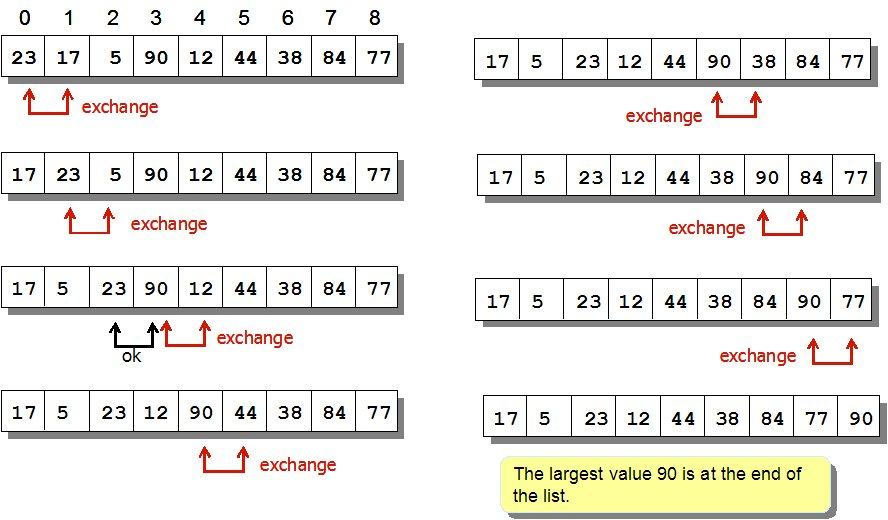 0 1 2 3 4 5 6 7 8
23 17 5 90 12 44 38 84 77
exchange
17 23 5 90 12 44 38 84 77
exchange
17 5 23 90 12 44 38 84 77
ok
exchange
17 5 23 12 90 44 38 84 77
exchange
17 5 23 12 44 90 38 84 77
exchange
17 5 23 12 44 38 90 84 77
exchange
17 5 23 12 44 38 84 90 77
exchange
17 5 23 12 44 38 84 77 90
The largest value 90 is at the end of
the list.